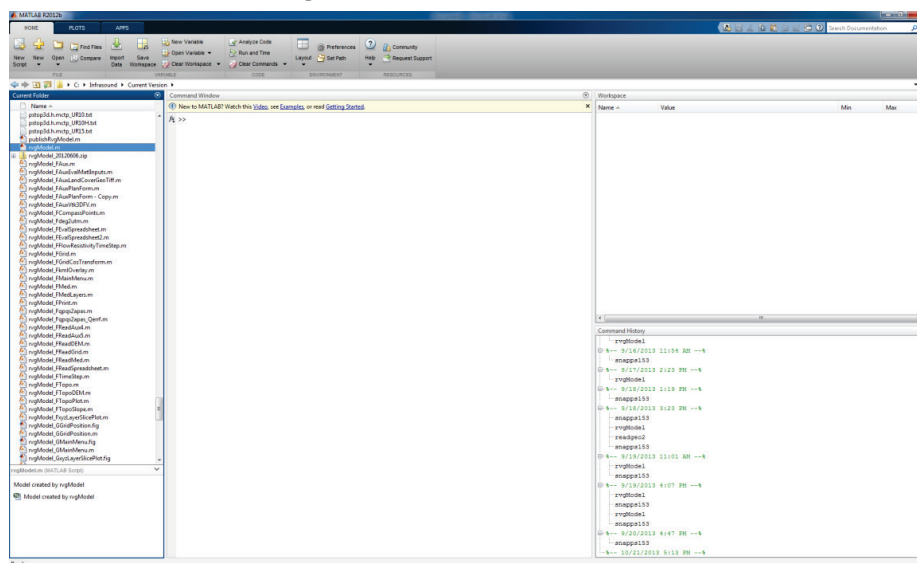 MATLAB R2012b
HOME PLOTS APPS
Search Documentation
New Script
New
Open
Find Files
Compare
Import Data
Save Workspace
New Variable
Open Variable
Clear Workspace
Analyze Code
Run and Time
Clear Commands
Layout
Preferences
Set Path
Help
Community
Request Support
FILE VARIABLE CODE ENVIRONMENT RESOURCES
C: Infrasound Current Version
Current Folder
Name
pstop3d.h.mctp_UR10.txt
pstop3d.h.mctp_UR10H.txt
pstop3d.h.mctp_UR15.txt
publishRvgModel.m
rvgModel.m
rvgModel_20120606.zip
rvgModel_FAux.m
rvgModel_FAuxEvalMetInputs.m
rvgModel_FAuxLandCoverGeoTiff.m
rvgModel_FAuxPlanForm.m
rvgModel_FAuxPlanForm - Copy.m
rvgModel_FAuxVtk3DFV.m
rvgModel_FCompassPoints.m
rvgModel_Fdeg2utm.m
rvgModel_FEvalSpreadsheet.m
rvgModel_FEvalSpreadsheet2.m
rvgModel_FFlowResistivityTimeStep.m
rvgModel_FGrid.m
rvgModel_FGridCosTransform.m
rvgModel_FkmlOverlay.m
rvgModel_FMainMenu.m
rvgModel_FMed.m
rvgModel_FMedLayers.m
rvgModel_FPrint.m
rvgModel_Fqpqs2apas.m
rvgModel_Fqpqs2apas_Qenf.m
rvgModel_FReadAux4.m
rvgModel_FReadAux5.m
rvgModel_FReadDEM.m
rvgModel_FReadGrid.m
rvgModel_FReadMed.m
rvgModel_FReadSpreadsheet.m
rvgModel_FTimeStep.m
rvgModel_FTopo.m
rvgModel_FTopoDEM.m
rvgModel_FTopoPlot.m
rvgModel_FTopoSlope.m
rvgModel_FxyzLayerSlicePlot.m
rvgModel_GGridPosition.fig
rvgModel_GGridPosition.m
rvgModel_GMainMenu.fig
rvgModel_GMainMenu.m
rvgModel_GxyzLayerSlicePlot.fig
rvgModel.m (MATLAB Script)
Model created by rvgModel
Model created by rvgModel
Command Window
New to MATLAB? Watch this Video, see Examples, or read Getting Started.
fx >>
Workspace
Name Value Min Max
Command History
rvgModel
%-- 9/16/2013 11:54 AM --%
snapps153
%-- 9/17/2013 2:23 PM --%
rvgModel
%-- 9/18/2013 1:19 PM --%
snapps153
%-- 9/18/2013 3:23 PM --%
snapps153
rvgModel
readgeo2
snapps153
%-- 9/19/2013 11:01 AM --%
rvgModel
snapps153
%-- 9/19/2013 4:07 PM --%
rvgModel
snapps153
rvgModel
snapps153
%-- 9/20/2013 4:47 PM --%
snapps153
%-- 10/21/2013 5:13 PM --%